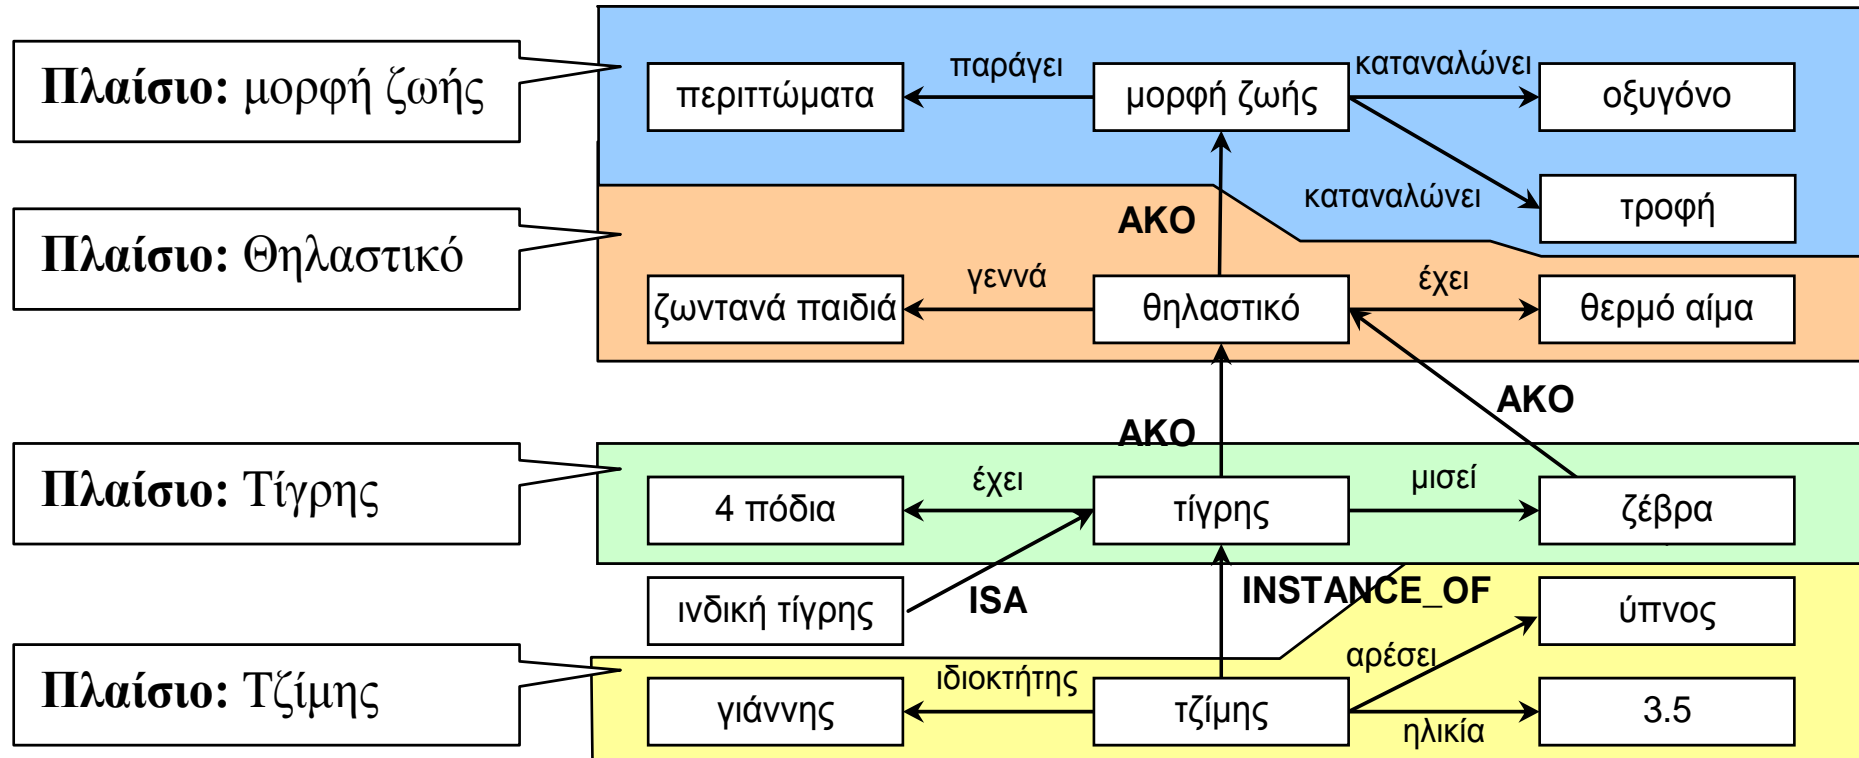 Πλαίσιο: μορφή ζωής
περιττώματα
παράγει
μορφή ζωής
καταναλώνει
οξυγόνο
καταναλώνει
τροφή
AKO
Πλαίσιο: Θηλαστικό
ζωντανά παιδιά
γεννά
θηλαστικό
έχει
θερμό αίμα
AKO
AKO
Πλαίσιο: Τίγρης
4 πόδια
έχει
τίγρης
μισεί
ζέβρα
ινδική τίγρης
ISA
INSTANCE_OF
ύπνος
αρέσει
Πλαίσιο: Τζίμης
γιάννης
ιδιοκτήτης
τζίμης
ηλικία
3.5